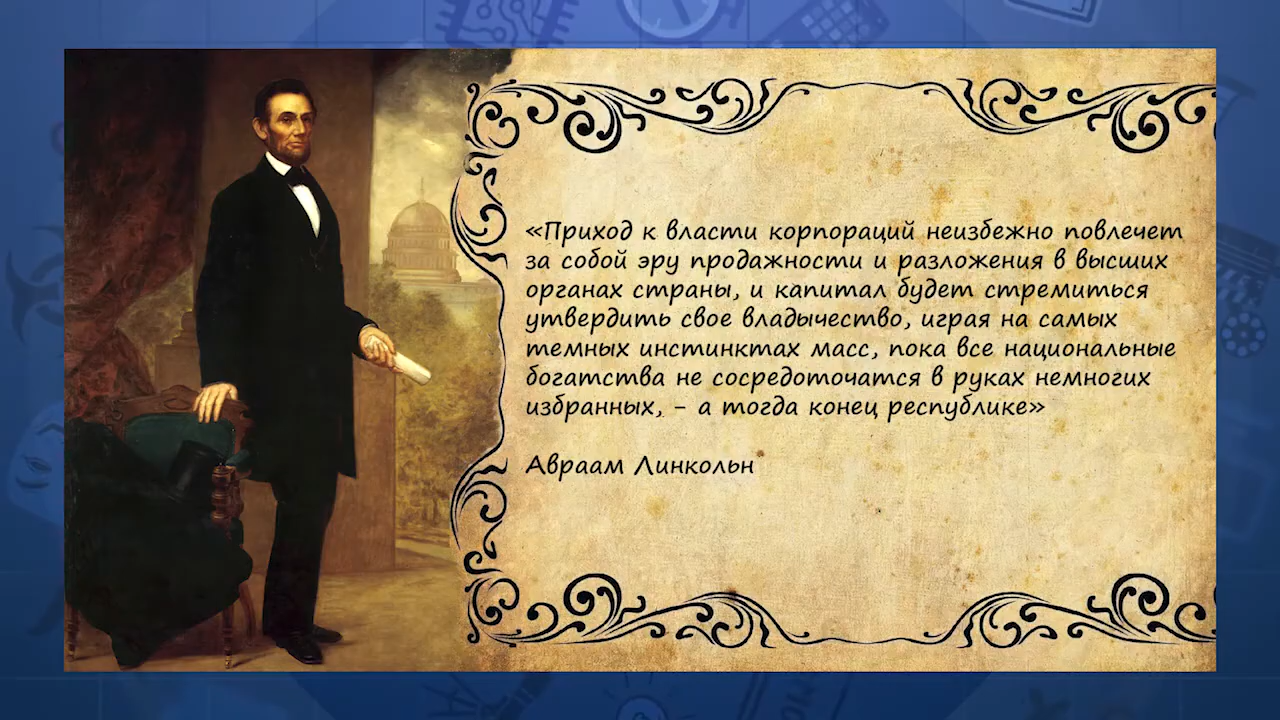 «Приход к власти корпораций неизбежно повлечет
за собой эру продажности и разложения в высших
органах страны, и капитал будет стремиться
утвердить свое владычество, играя на самых
темных инстинктах масс, пока все национальные
богатства не сосредоточатся в руках немногих
избранных, - а тогда конец республике»
Авраам Линкольн